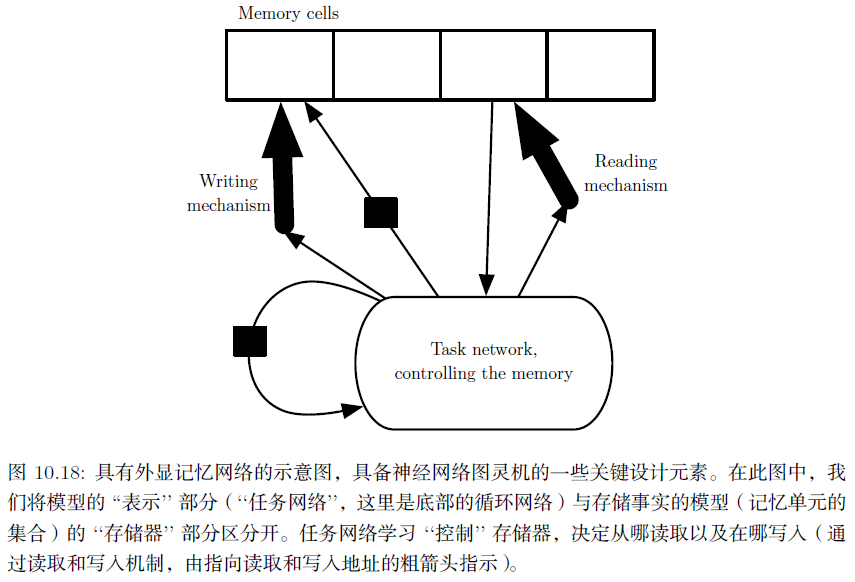 Memory cells
Writing
mechanism
Reading
mechanism
Task network,
controlling the memory
图 10.18: 具有外显记忆网络的示意图，具备神经网络图灵机的一些关键设计元素。在此图中，我
们将模型的 “表示’’ 部分（‘‘任务网络’’，这里是底部的循环网络）与存储事实的模型（记忆单元的
集合）的 ‘‘存储器’’ 部分区分开。任务网络学习 ‘‘控制’’ 存储器，决定从哪读取以及在哪写入（通
过读取和写入机制，由指向读取和写入地址的粗箭头指示）。